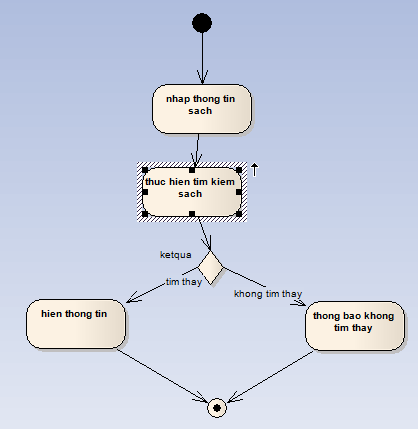 nhap thong tin
sach
thuc hien tim kiem
sach
ketqua
tim thay
khong tim thay
hien thong tin
thong bao khong
tim thay